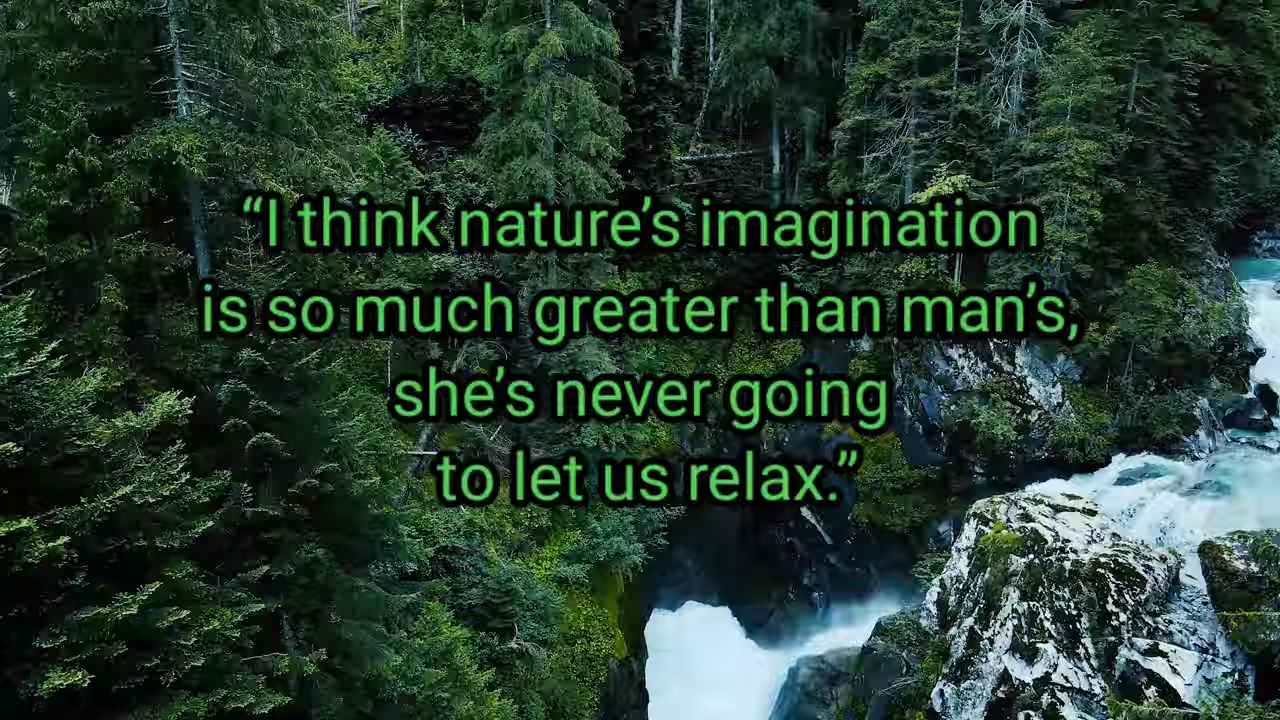 “I think nature’s imagination
is so much greater than man’s,
she’s never going
to let us relax.”